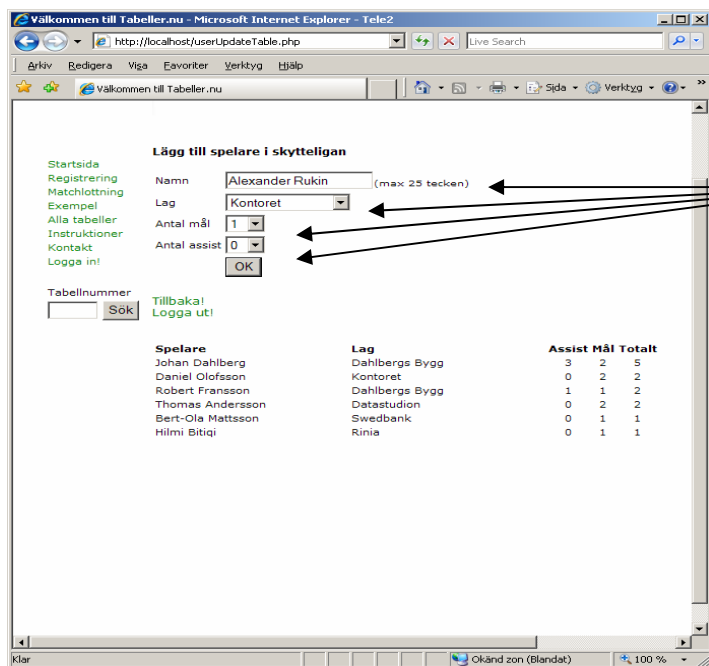 Välkommen till Tabeller.nu - Microsoft Internet Explorer - Tele2
http://localhost/userUpdateTable.php
Live Search
Arkiv Redigera Visa Favoriter Verktyg Hjälp
Välkommen till Tabeller.nu
Sida Verktyg »
Lägg till spelare i skytteligan
Startsida
Registrering
Matchlottning
Exempel
Alla tabeller
Instruktioner
Kontakt
Logga in!
Tabellnummer
Sök
Namn Alexander Rukin (max 25 tecken)
Lag Kontoret
Antal mål 1
Antal assist 0
OK
Tillbaka!
Logga ut!
Spelare Lag Assist Mål Totalt
Johan Dahlberg Dahlbergs Bygg 3 2 5
Daniel Olofsson Kontoret 0 2 2
Robert Fransson Dahlbergs Bygg 1 1 2
Thomas Andersson Datastudion 0 2 2
Bert-Ola Mattsson Swedbank 0 1 1
Hilmi Bitiqi Rinia 0 1 1
Klar Okänd zon (Blandat) 100 %